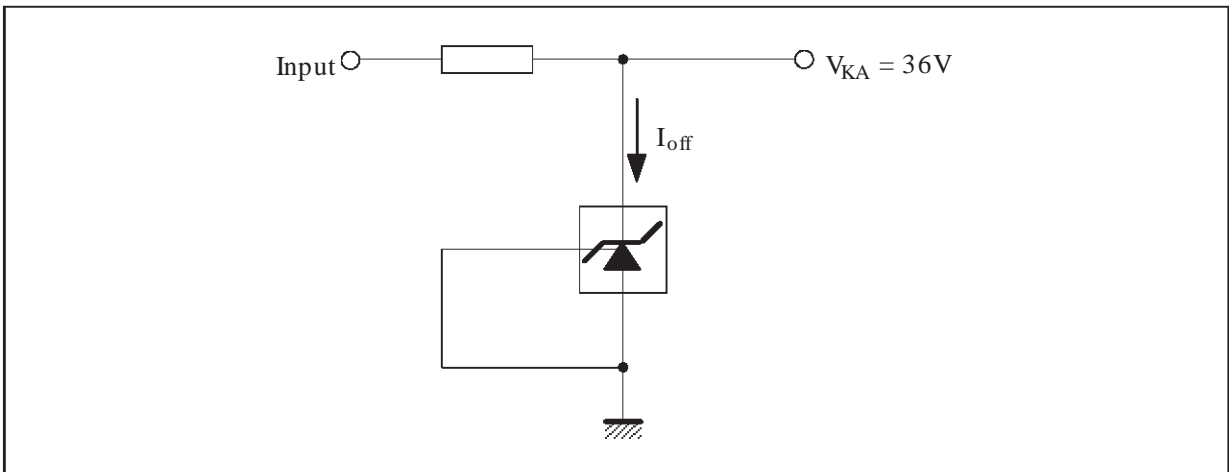 Input
V_KA = 36V
I_off